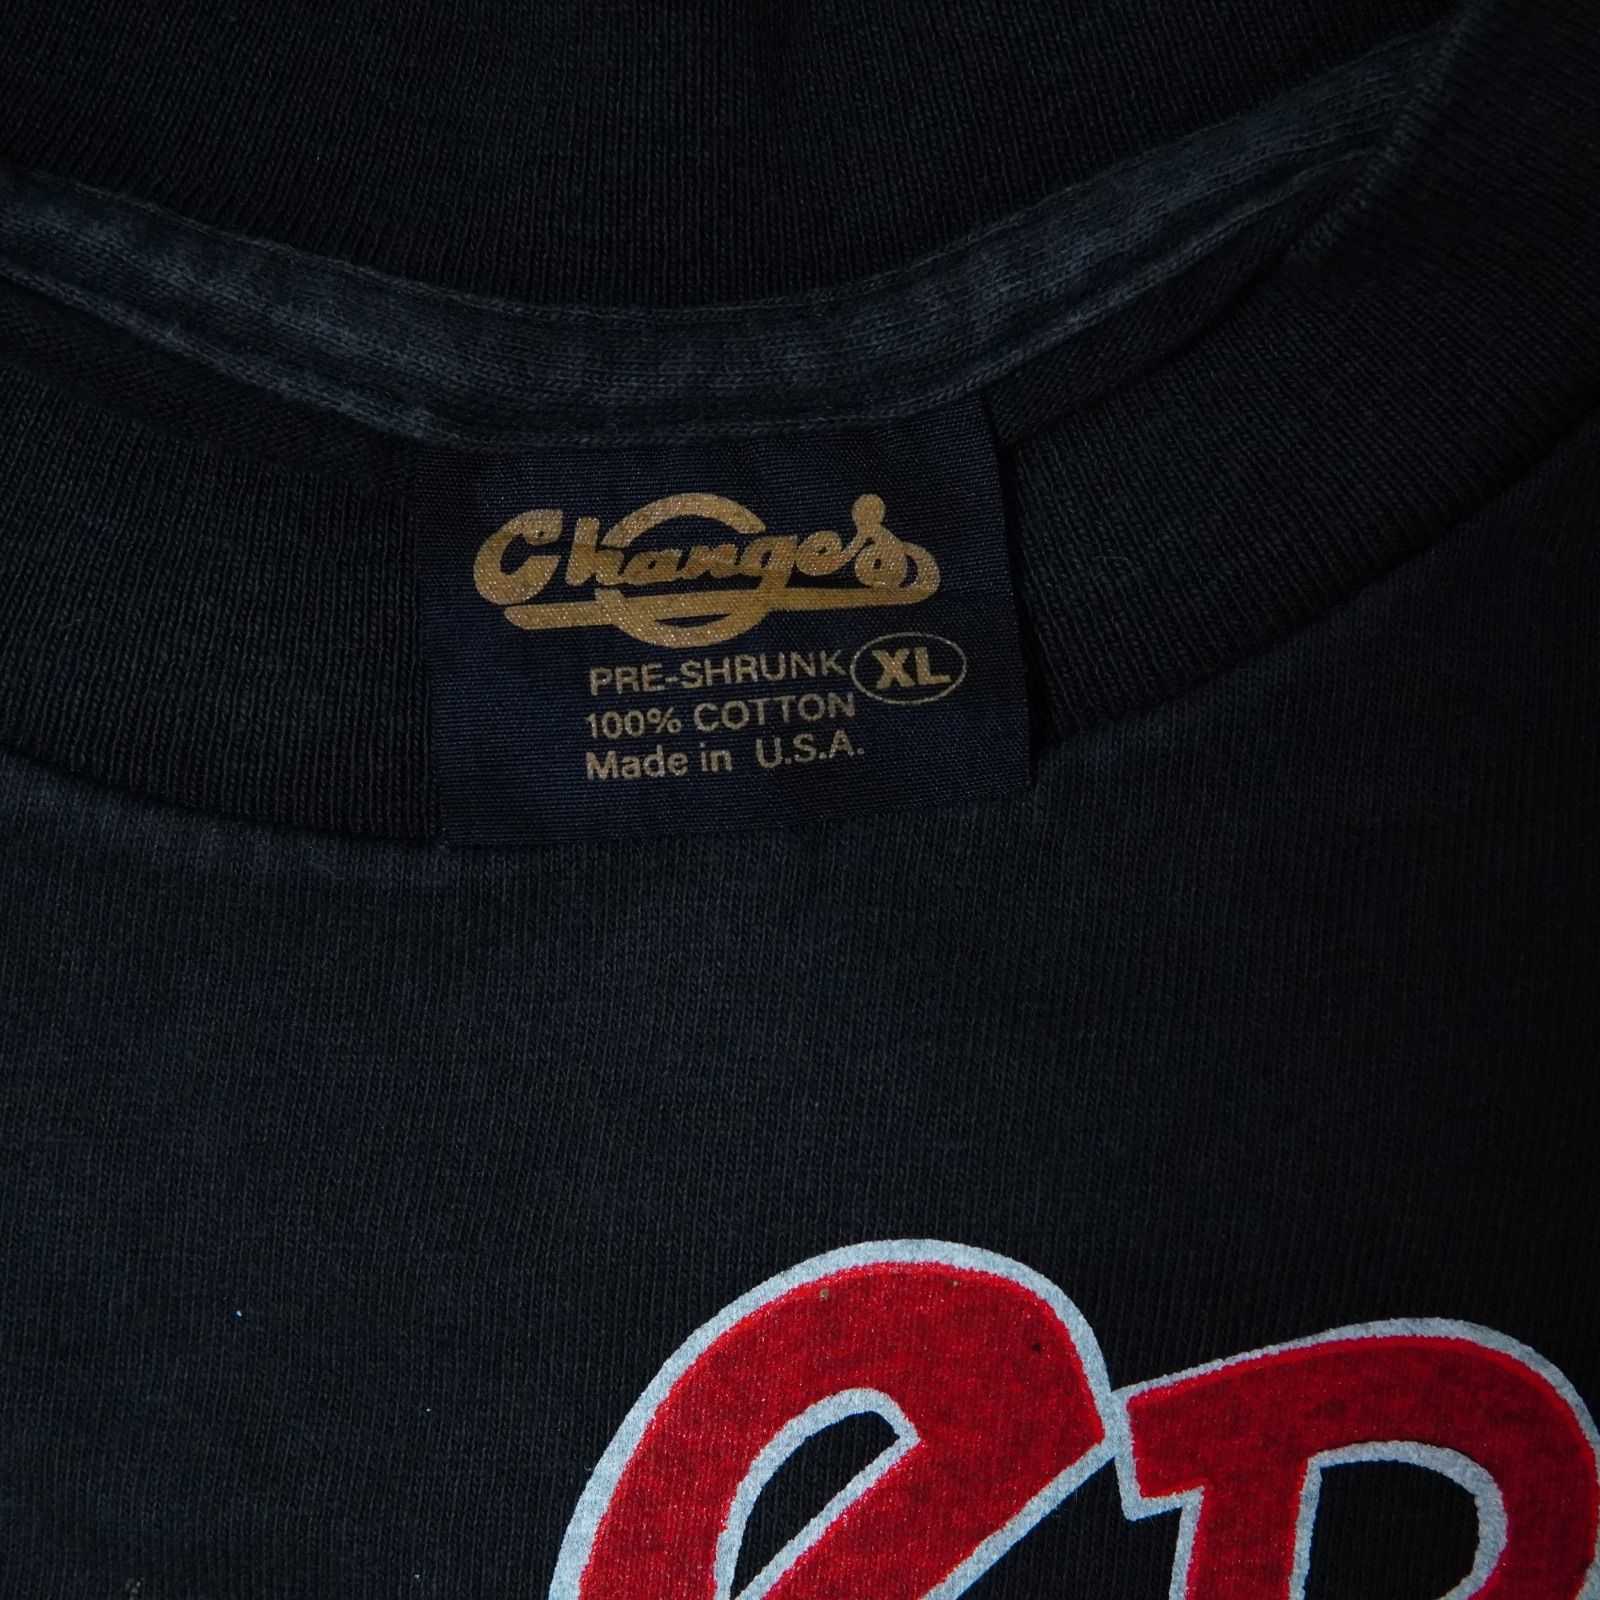 Changes
PRE-SHRUNK XL
100% COTTON
Made in U.S.A.